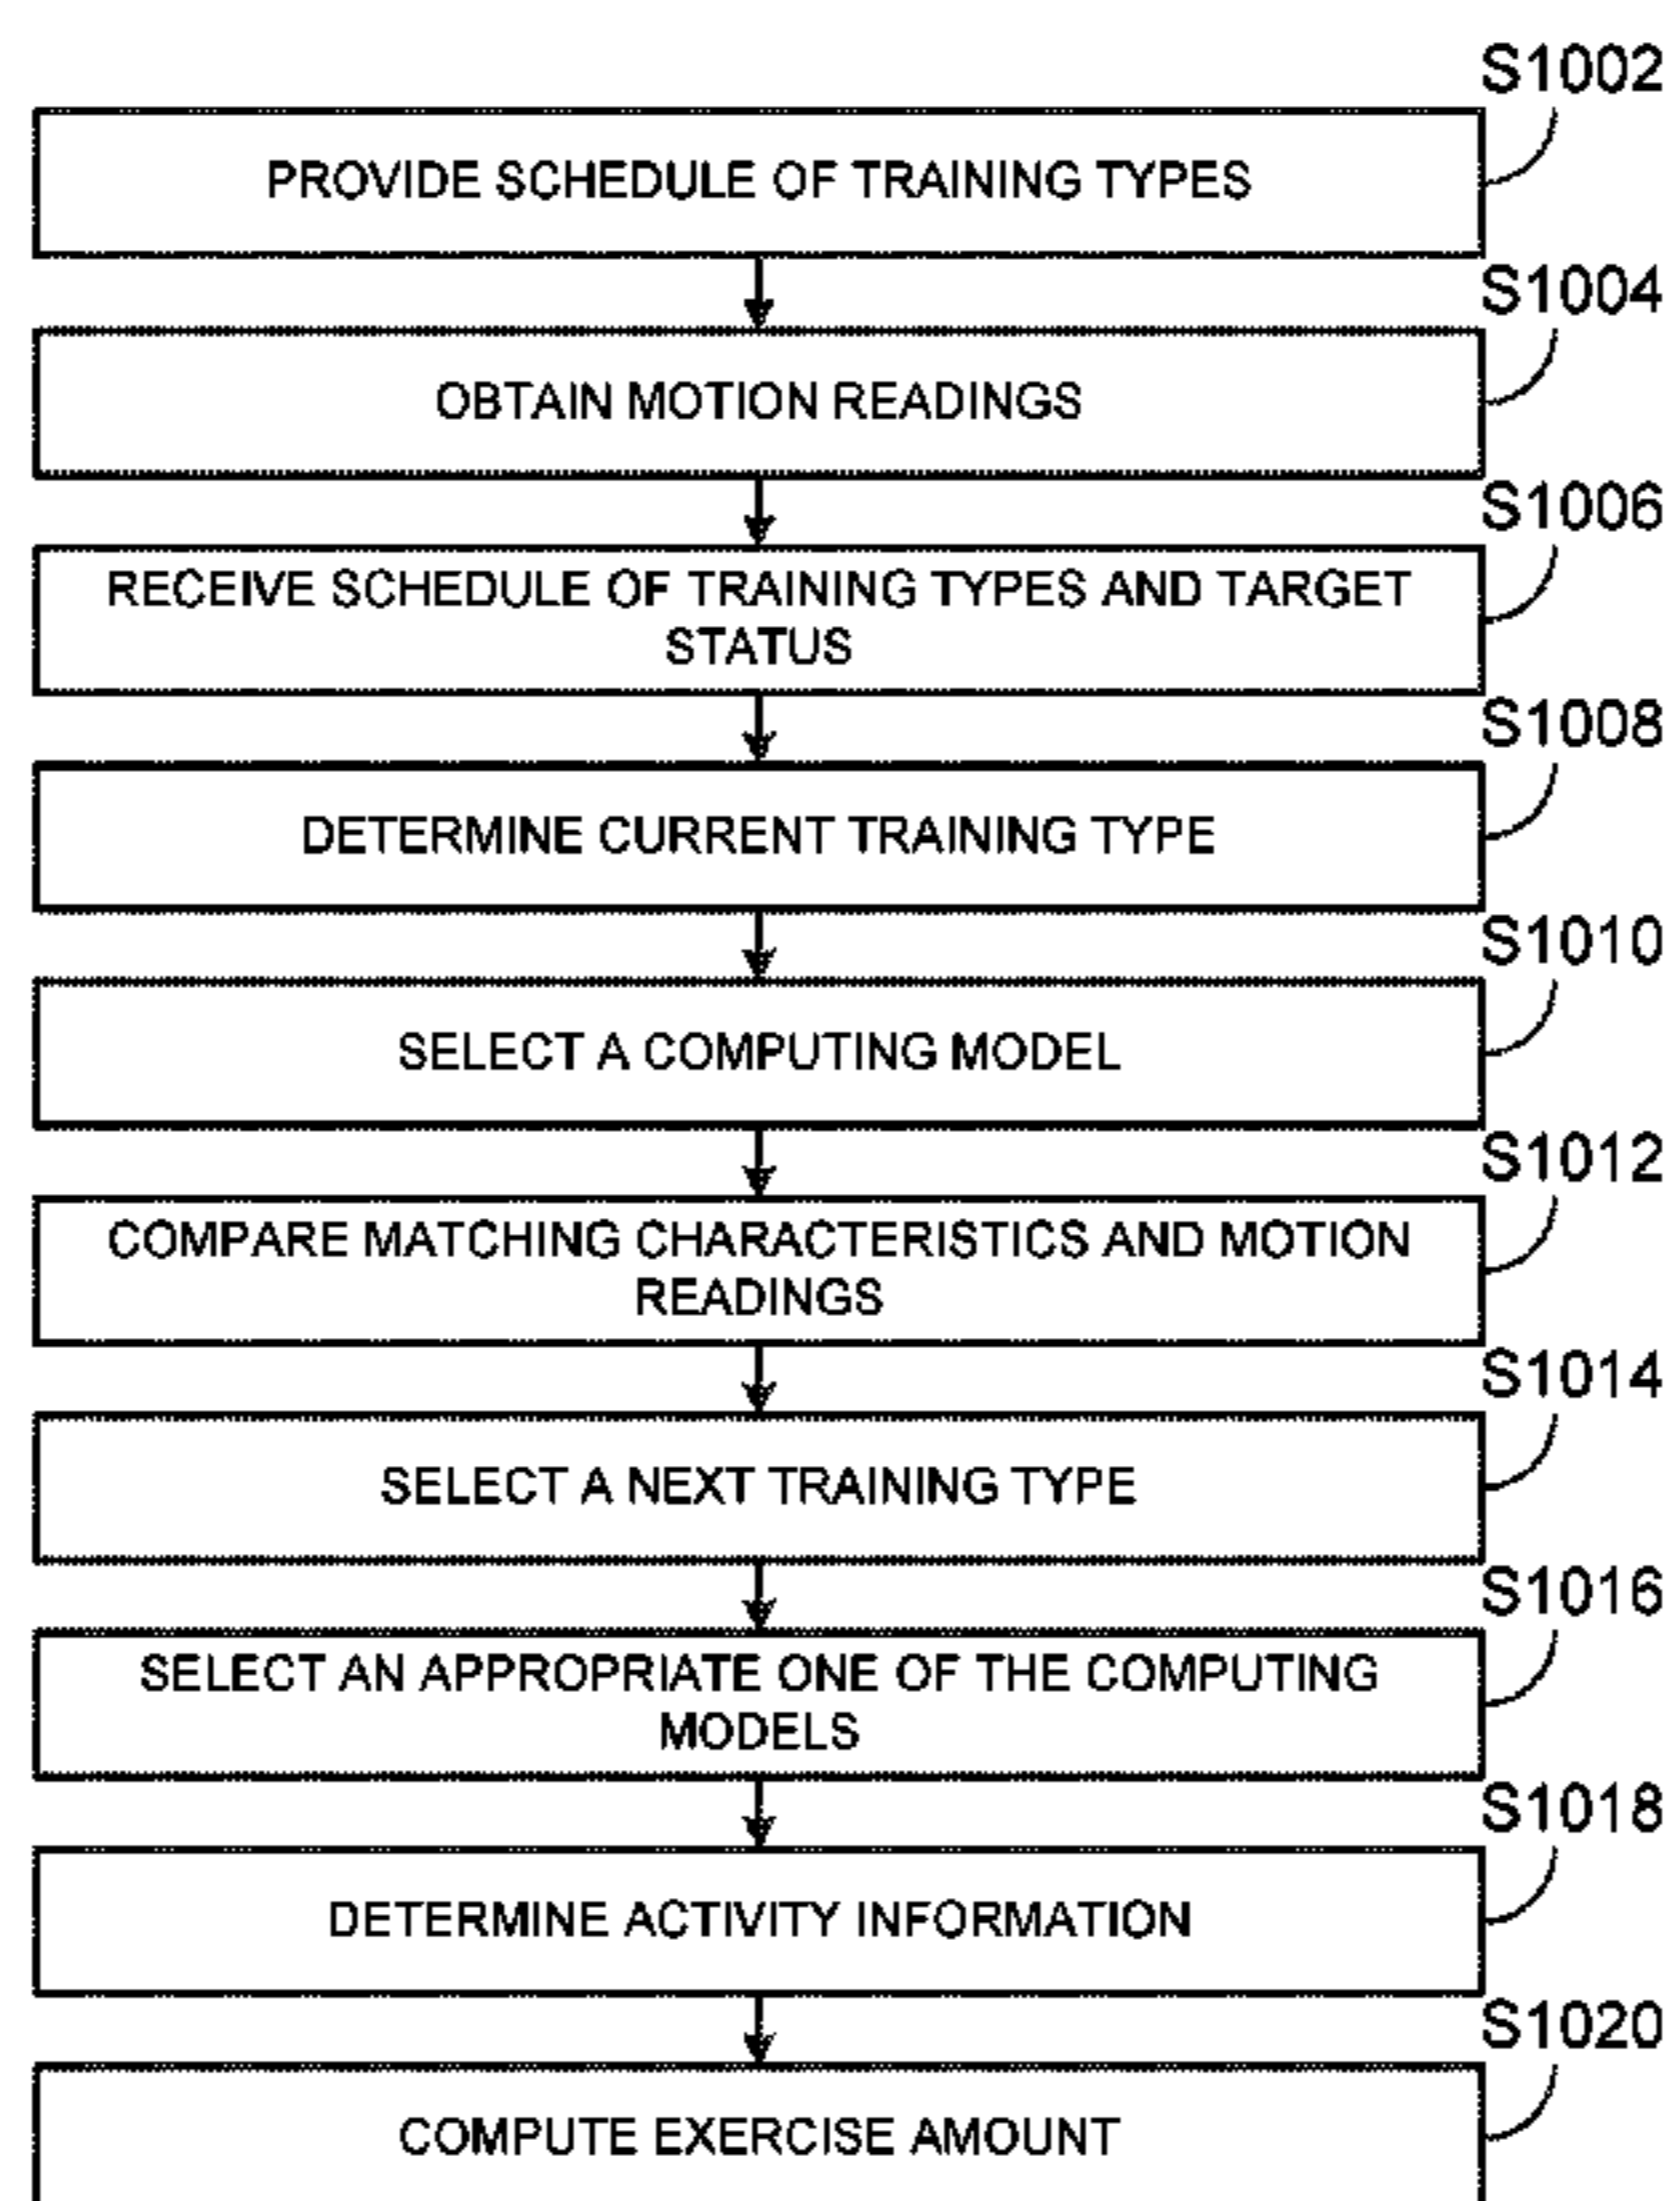 S1002
PROVIDE SCHEDULE OF TRAINING TYPES
S1004
OBTAIN MOTION READINGS
S1006
RECEIVE SCHEDULE OF TRAINING TYPES AND TARGET
STATUS
S1008
DETERMINE CURRENT TRAINING TYPE
S1010
SELECT A COMPUTING MODEL
S1012
COMPARE MATCHING CHARACTERISTICS AND MOTION
READINGS
S1014
SELECT A NEXT TRAINING TYPE
S1016
SELECT AN APPROPRIATE ONE OF THE COMPUTING
MODELS
S1018
DETERMINE ACTIVITY INFORMATION
S1020
COMPUTE EXERCISE AMOUNT